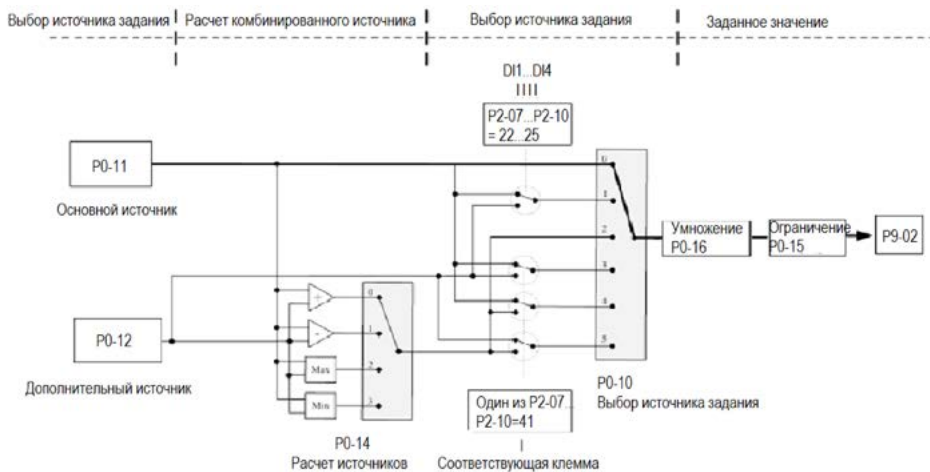 Выбор источника задания
Расчет комбинированного источника
Выбор источника задания
Заданное значение
DI1...DI4
P2-07...P2-10
= 22...25
P0-11
Основной источник
0
1
2
3
4
5
Умножение
P0-16
Ограничение
P0-15
P9-02
P0-12
Дополнительный источник
+
-
Max
Min
0
1
2
3
P0-14
Расчет источников
Один из P2-07...
P2-10=41
Соответствующая клемма
P0-10
Выбор источника задания